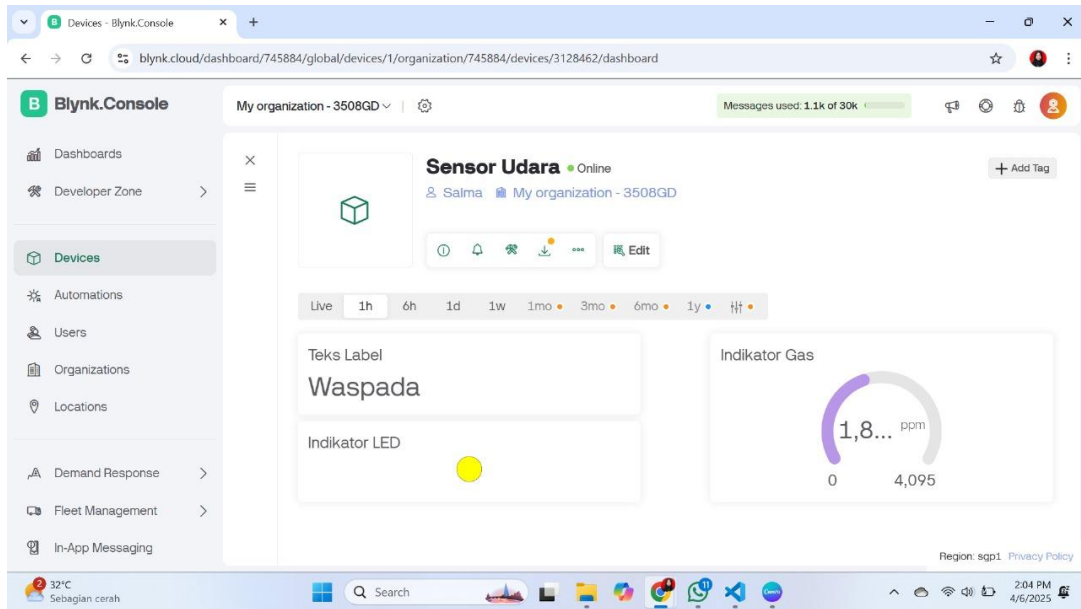 Devices - Blynk.Console
blynk.cloud/dashboard/745884/global/devices/1/organization/745884/devices/3128462/dashboard
B Blynk.Console
My organization - 3508GD
Messages used: 1.1k of 30k
Dashboards
Developer Zone
Devices
Automations
Users
Organizations
Locations
Demand Response
Fleet Management
In-App Messaging
Sensor Udara Online
Salma My organization - 3508GD
Add Tag
Edit
Live 1h 6h 1d 1w 1mo 3mo 6mo 1y
Teks Label
Waspada
Indikator LED
Indikator Gas
1,8... ppm
0 4,095
Region: sgp1 Privacy Policy
2 32°C
Sebagian cerah
Search
11
2:04 PM
4/6/2025